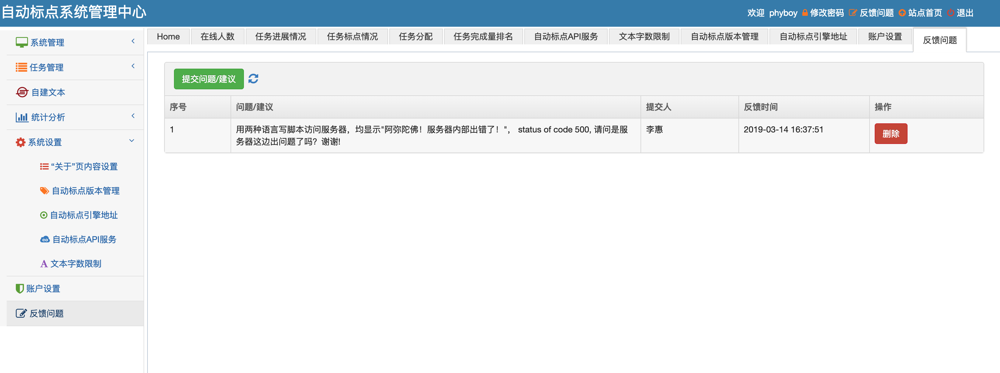 自动标点系统管理中心
欢迎 phyboy 修改密码 反馈问题 站点首页 退出
Home 在线人数 任务进展情况 任务标点情况 任务分配 任务完成量排名 自动标点API服务 文本字数限制 自动标点版本管理 自动标点引擎地址 账户设置 反馈问题
系统管理
任务管理
自建文本
统计分析
系统设置
“关于”页内容设置
自动标点版本管理
自动标点引擎地址
自动标点API服务
文本字数限制
账户设置
反馈问题
提交问题/建议
序号 问题/建议 提交人 反馈时间 操作
1 用两种语言写脚本访问服务器，均显示"阿弥陀佛！服务器内部出错了！"， status of code 500, 请问是服 李惠 2019-03-14 16:37:51 删除
务器这边出问题了吗？谢谢!